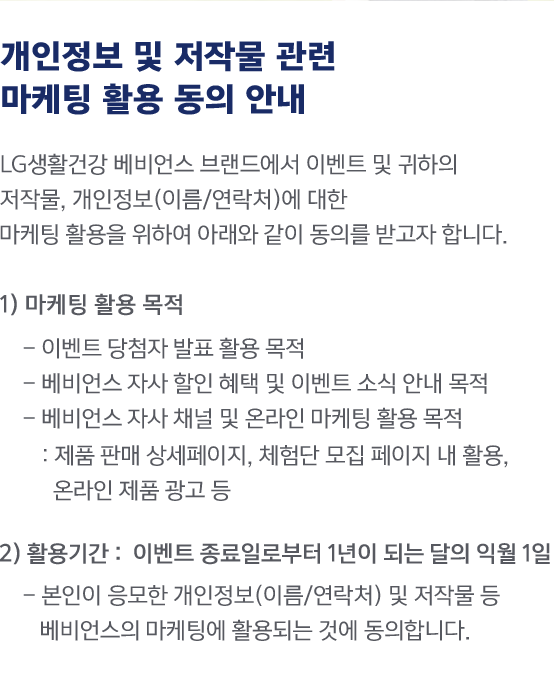 개인정보 및 저작물 관련
마케팅 활용 동의 안내
LG생활건강 베비언스 브랜드에서 이벤트 및 귀하의
저작물, 개인정보(이름/연락처)에 대한
마케팅 활용을 위하여 아래와 같이 동의를 받고자 합니다.
1) 마케팅 활용 목적
– 이벤트 당첨자 발표 활용 목적
– 베비언스 자사 할인 혜택 및 이벤트 소식 안내 목적
– 베비언스 자사 채널 및 온라인 마케팅 활용 목적
: 제품 판매 상세페이지, 체험단 모집 페이지 내 활용,
온라인 제품 광고 등
2) 활용기간 : 이벤트 종료일로부터 1년이 되는 달의 익월 1일
– 본인이 응모한 개인정보(이름/연락처) 및 저작물 등
베비언스의 마케팅에 활용되는 것에 동의합니다.